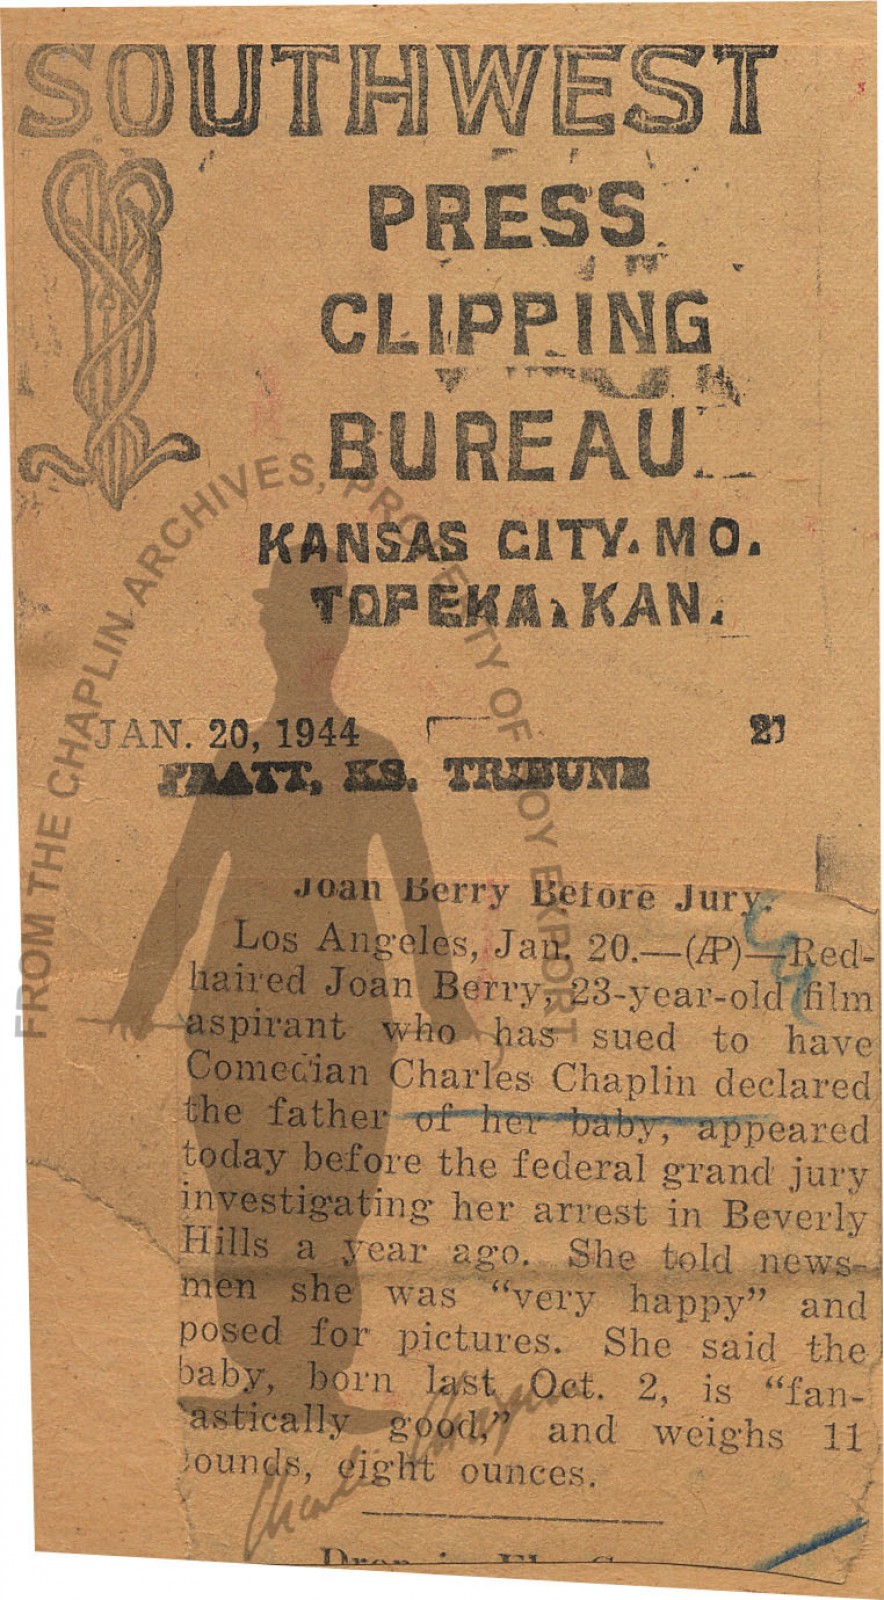 SOUTHWEST
PRESS
CLIPPING
BUREAU
KANSAS CITY. MO.
TOPEKA, KAN.
JAN. 20, 1944
PRATT, KS. TRIBUNE
FROM THE CHAPLIN ARCHIVES, PROPERTY OF ROY EXPORT
Joan Berry Before Jury.
Los Angeles, Jan. 20.—(AP)—Red-
haired Joan Berry, 23-year-old film
aspirant who has sued to have
Comedian Charles Chaplin declared
the father of her baby, appeared
today before the federal grand jury
investigating her arrest in Beverly
Hills a year ago. She told news-
men she was "very happy" and
posed for pictures. She said the
baby, born last Oct. 2, is "fan-
tastically good," and weighs 11
pounds, eight ounces.
Charlie Chaplin